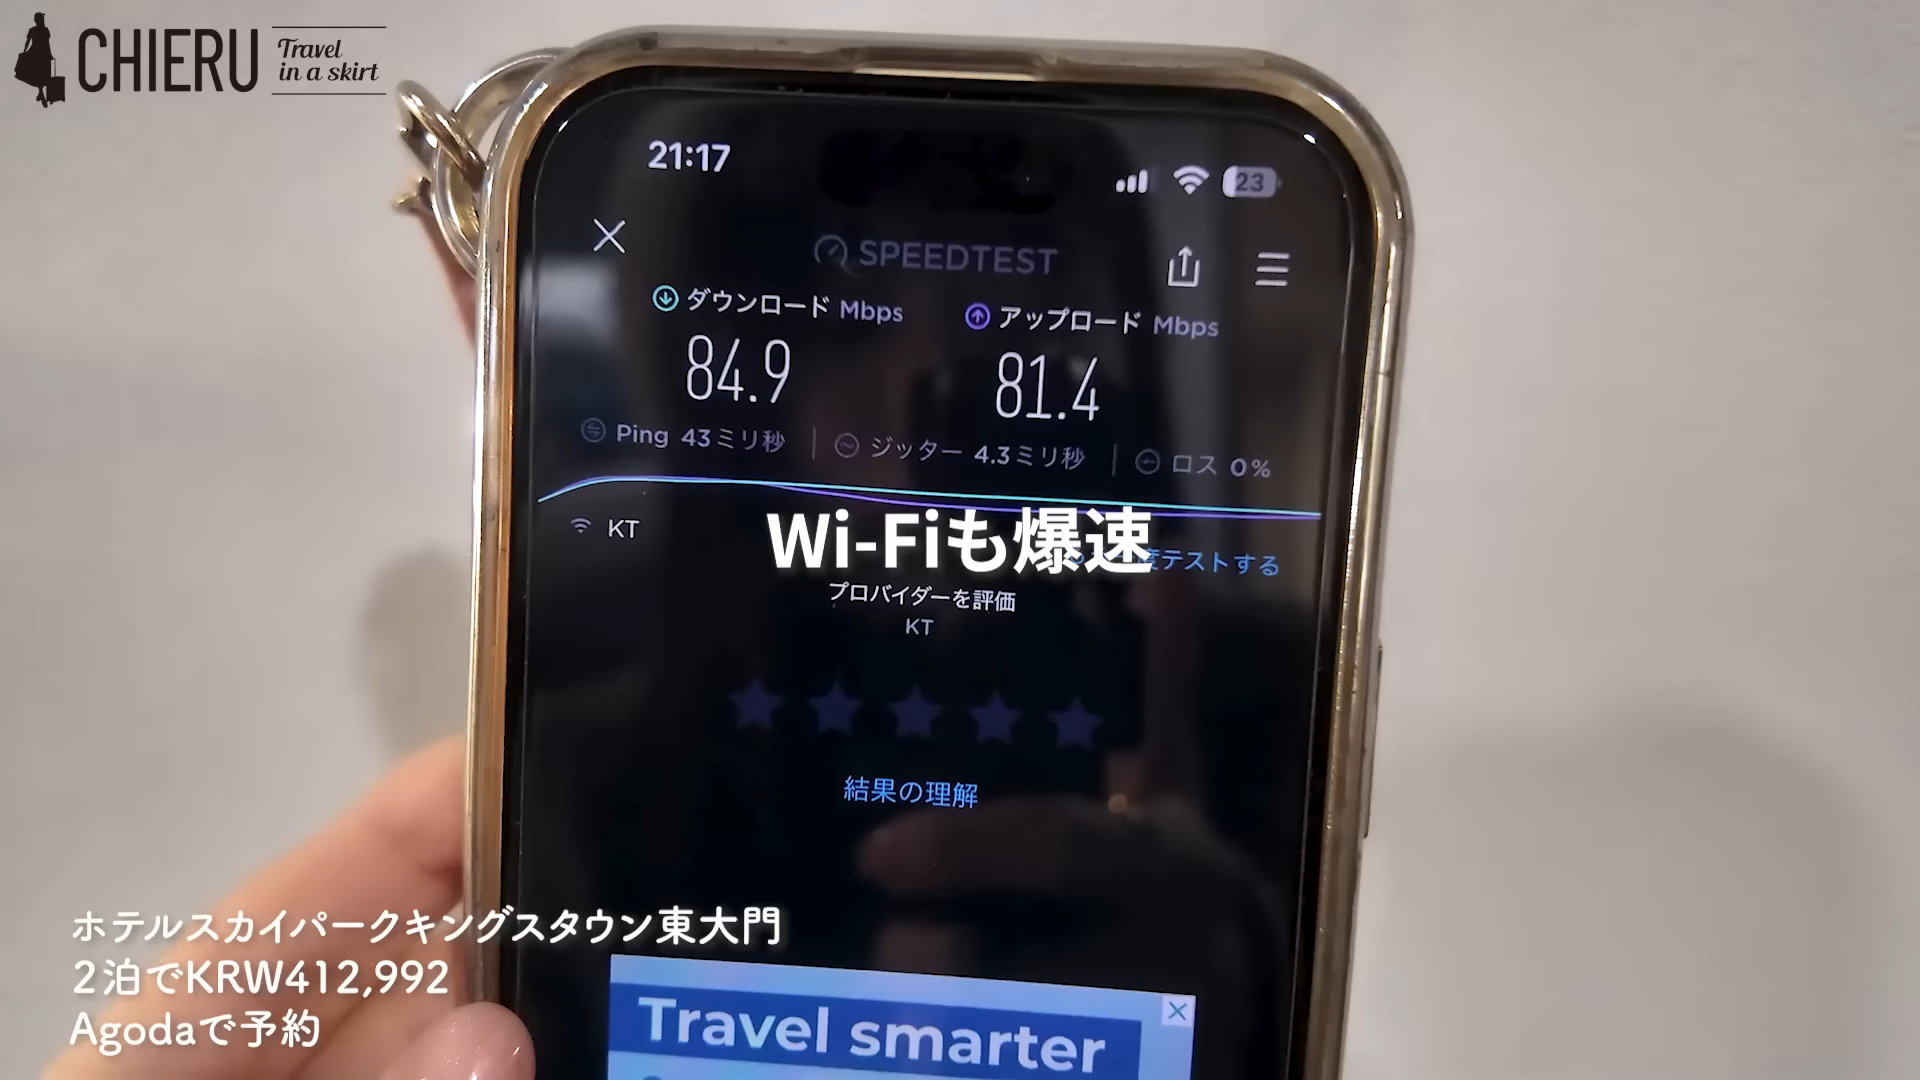 CHIERU
Travel
in a skirt
21:17
23
SPEEDTEST
ダウンロード Mbps
アップロード Mbps
84.9
81.4
Ping 43ミリ秒
ジッター 4.3ミリ秒
ロス 0%
KT
Wi-Fiも爆速
度テストする
プロバイダーを評価
KT
結果の理解
ホテルスカイパークキングスタウン東大門
2泊でKRW412,992
Agodaで予約
Travel smarter